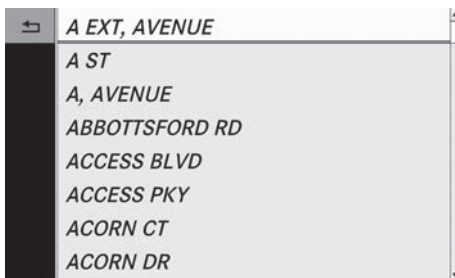 A EXT, AVENUE
A ST
A, AVENUE
ABBOTTSFORD RD
ACCESS BLVD
ACCESS PKY
ACORN CT
ACORN DR